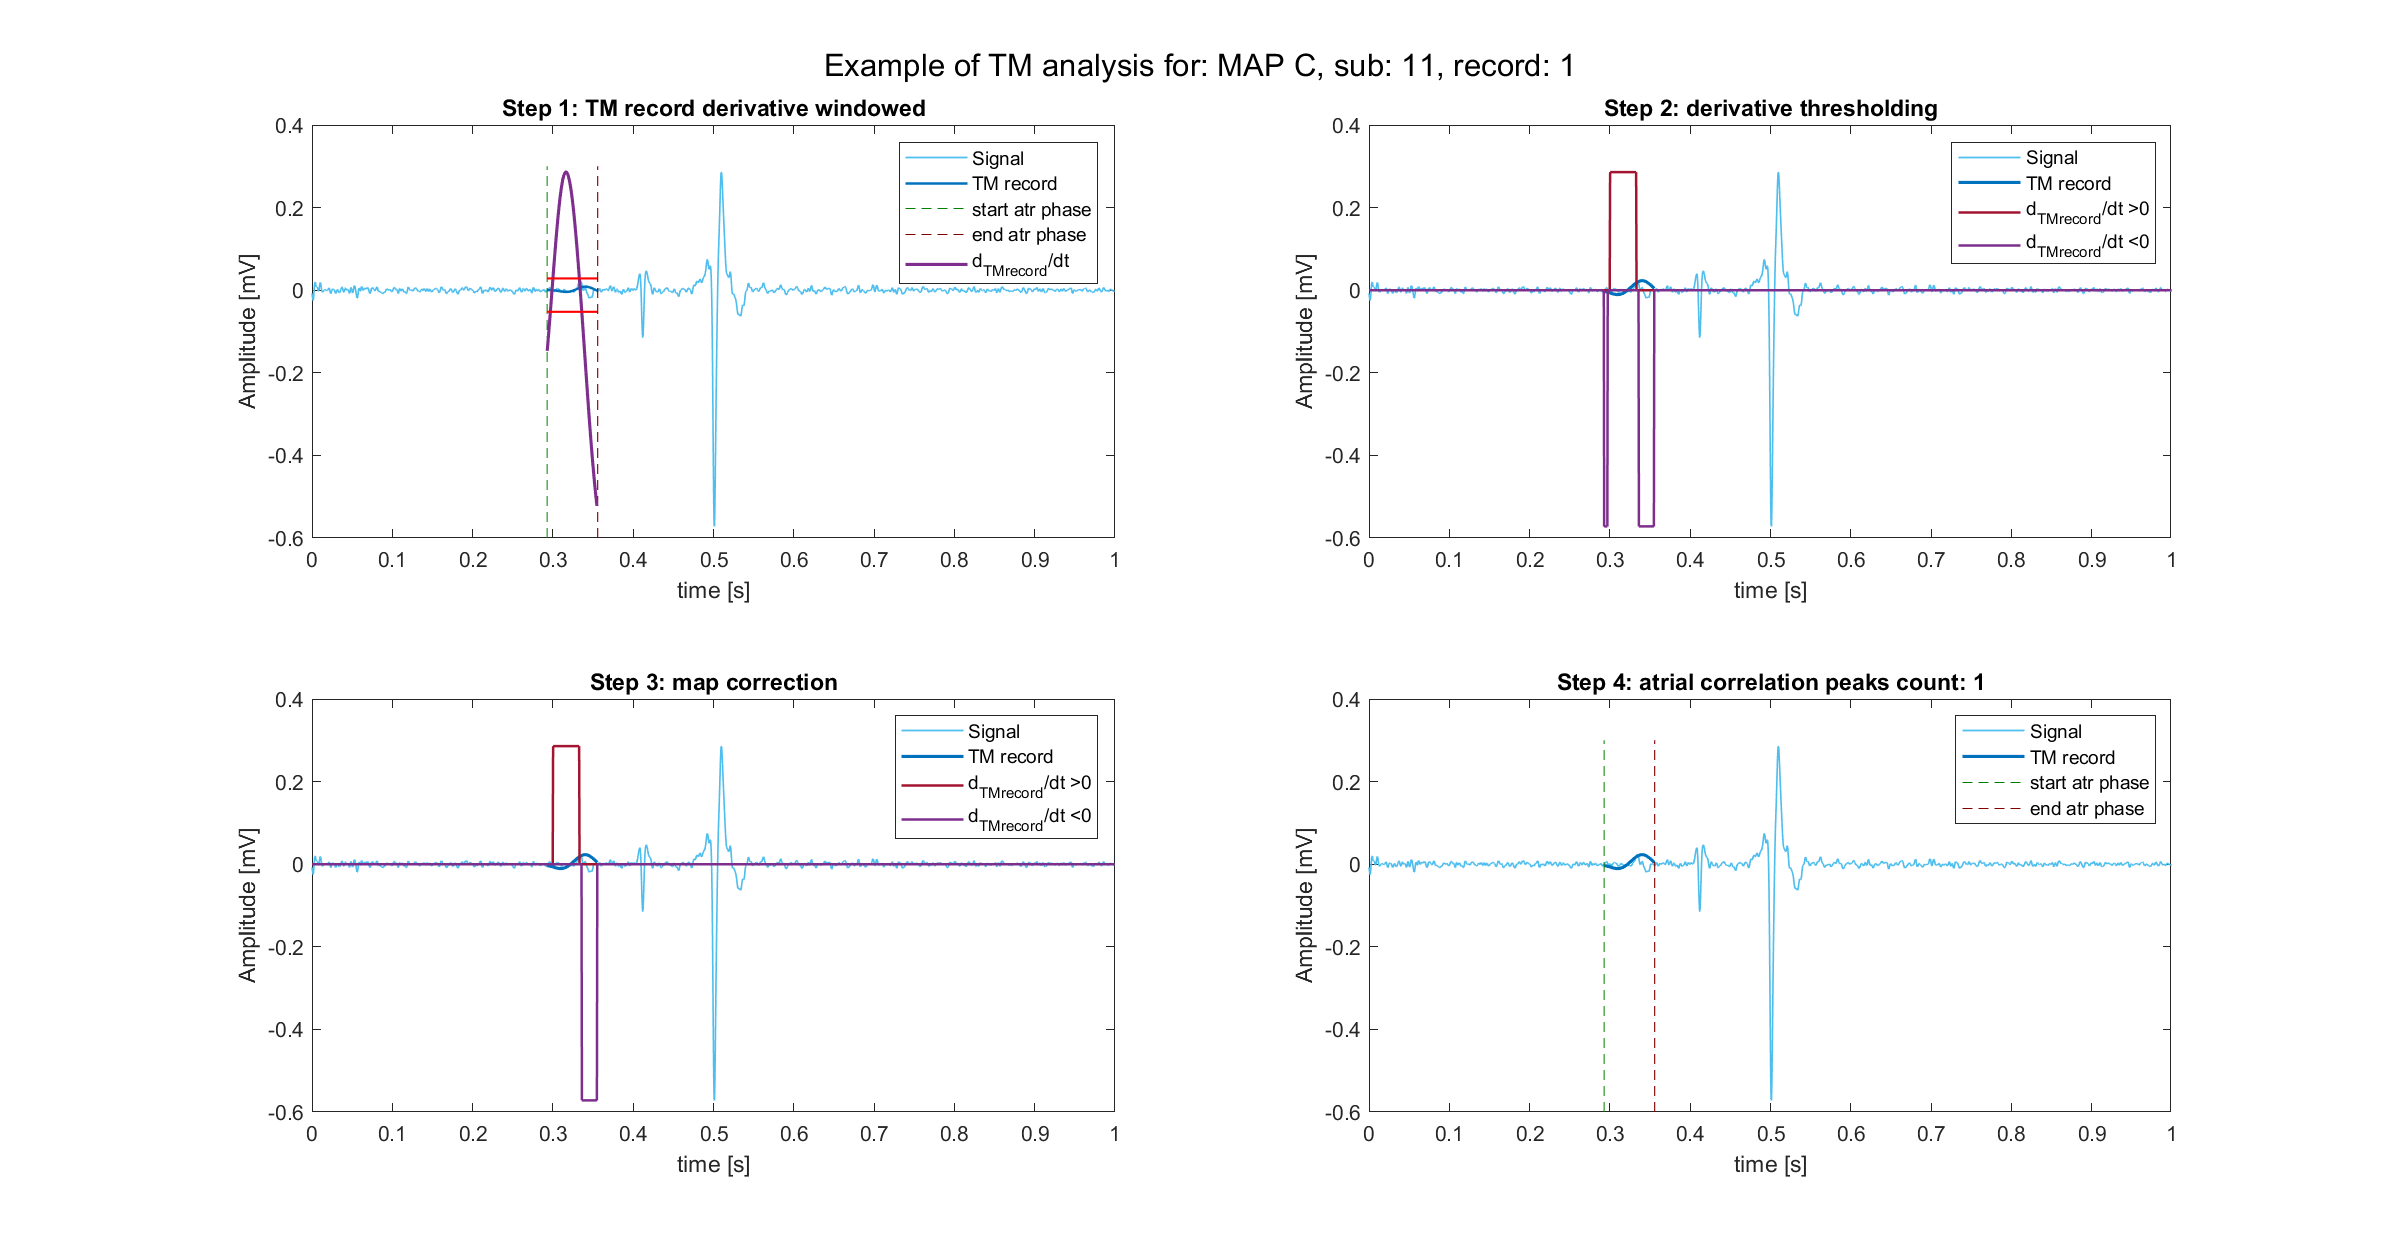 Example of TM analysis for: MAP C, sub: 11, record: 1
Step 1: TM record derivative windowed
0.4
0.2
0
-0.2
-0.4
-0.6
Amplitude [mV]
0 0.1 0.2 0.3 0.4 0.5 0.6 0.7 0.8 0.9 1
time [s]
Signal
TM record
start atr phase
end atr phase
dTMrecord/dt
Step 2: derivative thresholding
0.4
0.2
0
-0.2
-0.4
-0.6
Amplitude [mV]
0 0.1 0.2 0.3 0.4 0.5 0.6 0.7 0.8 0.9 1
time [s]
Signal
TM record
dTMrecord/dt >0
dTMrecord/dt <0
Step 3: map correction
0.4
0.2
0
-0.2
-0.4
-0.6
Amplitude [mV]
0 0.1 0.2 0.3 0.4 0.5 0.6 0.7 0.8 0.9 1
time [s]
Signal
TM record
dTMrecord/dt >0
dTMrecord/dt <0
Step 4: atrial correlation peaks count: 1
0.4
0.2
0
-0.2
-0.4
-0.6
Amplitude [mV]
0 0.1 0.2 0.3 0.4 0.5 0.6 0.7 0.8 0.9 1
time [s]
Signal
TM record
start atr phase
end atr phase